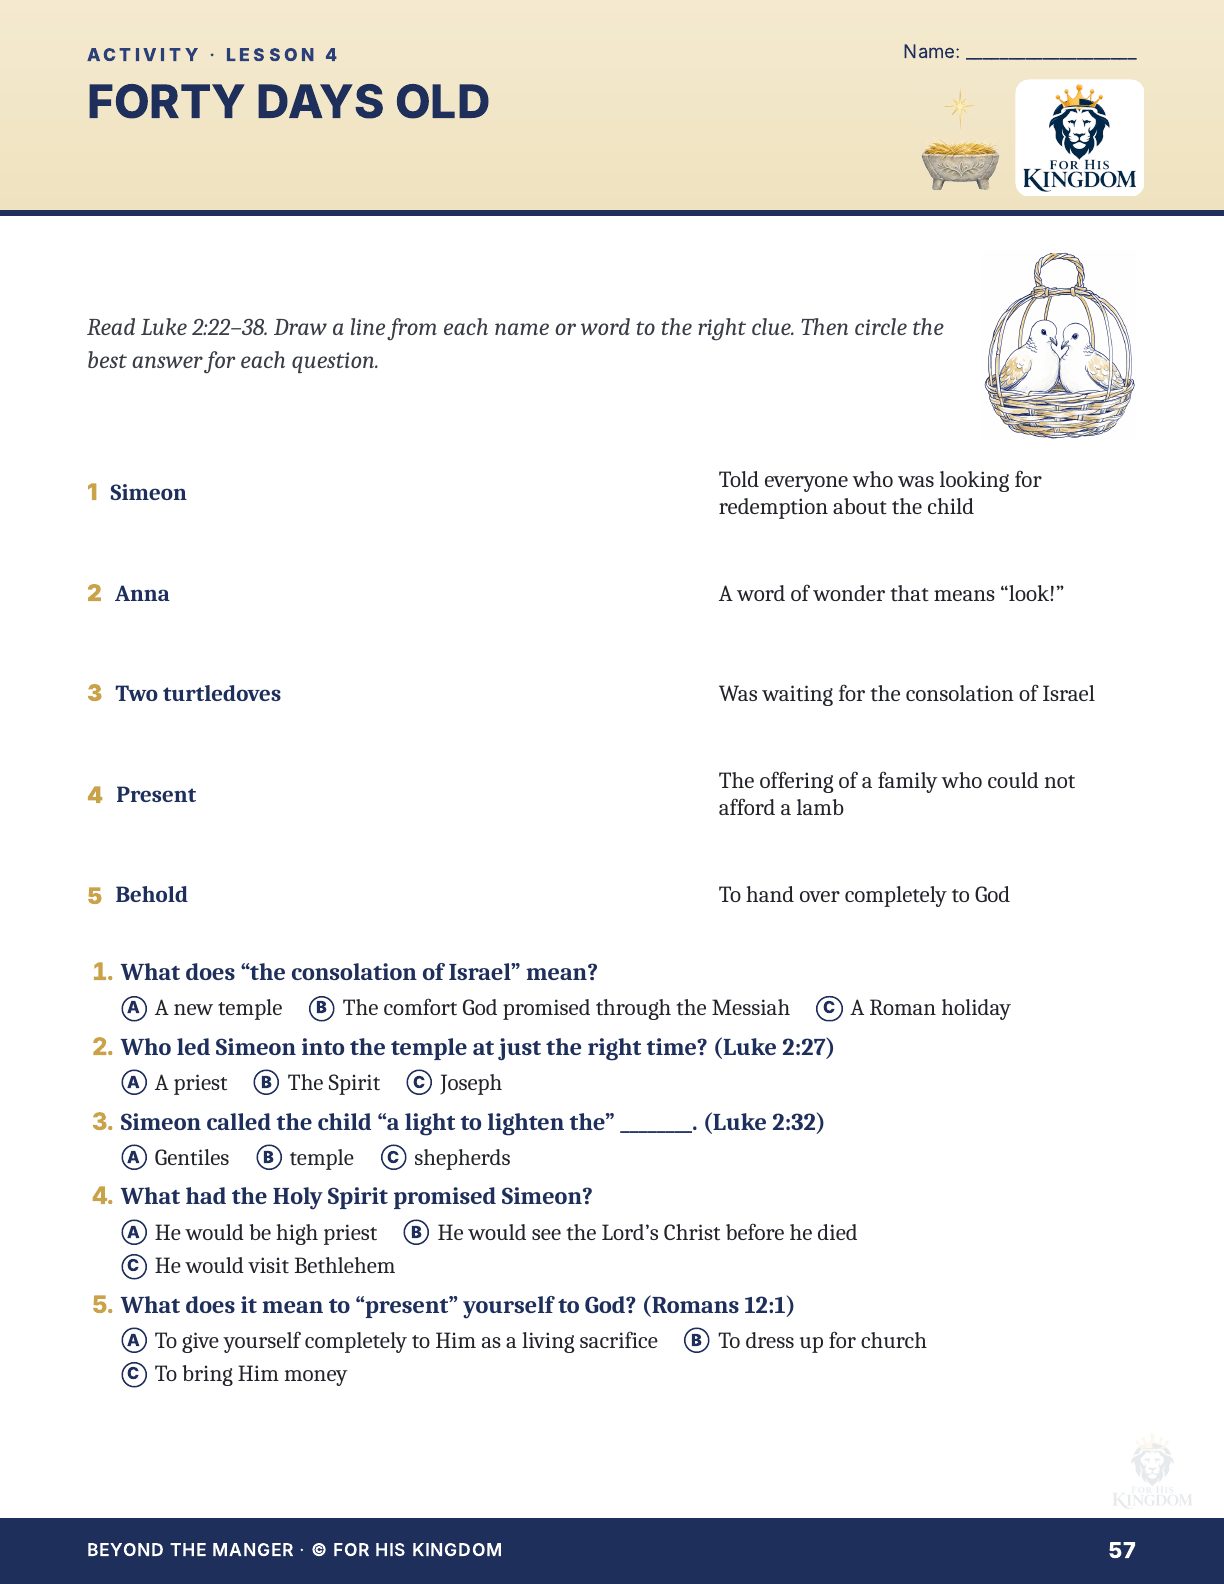 ACTIVITY · LESSON 4
Name: ________________
FORTY DAYS OLD
FOR HIS
KINGDOM
Read Luke 2:22–38. Draw a line from each name or word to the right clue. Then circle the
best answer for each question.
1 Simeon
Told everyone who was looking for
redemption about the child
2 Anna
A word of wonder that means “look!”
3 Two turtledoves
Was waiting for the consolation of Israel
4 Present
The offering of a family who could not
afford a lamb
5 Behold
To hand over completely to God
1. What does “the consolation of Israel” mean?
A A new temple B The comfort God promised through the Messiah C A Roman holiday
2. Who led Simeon into the temple at just the right time? (Luke 2:27)
A A priest B The Spirit C Joseph
3. Simeon called the child “a light to lighten the” _______. (Luke 2:32)
A Gentiles B temple C shepherds
4. What had the Holy Spirit promised Simeon?
A He would be high priest B He would see the Lord’s Christ before he died
C He would visit Bethlehem
5. What does it mean to “present” yourself to God? (Romans 12:1)
A To give yourself completely to Him as a living sacrifice B To dress up for church
C To bring Him money
FOR HIS
KINGDOM
BEYOND THE MANGER · © FOR HIS KINGDOM
57